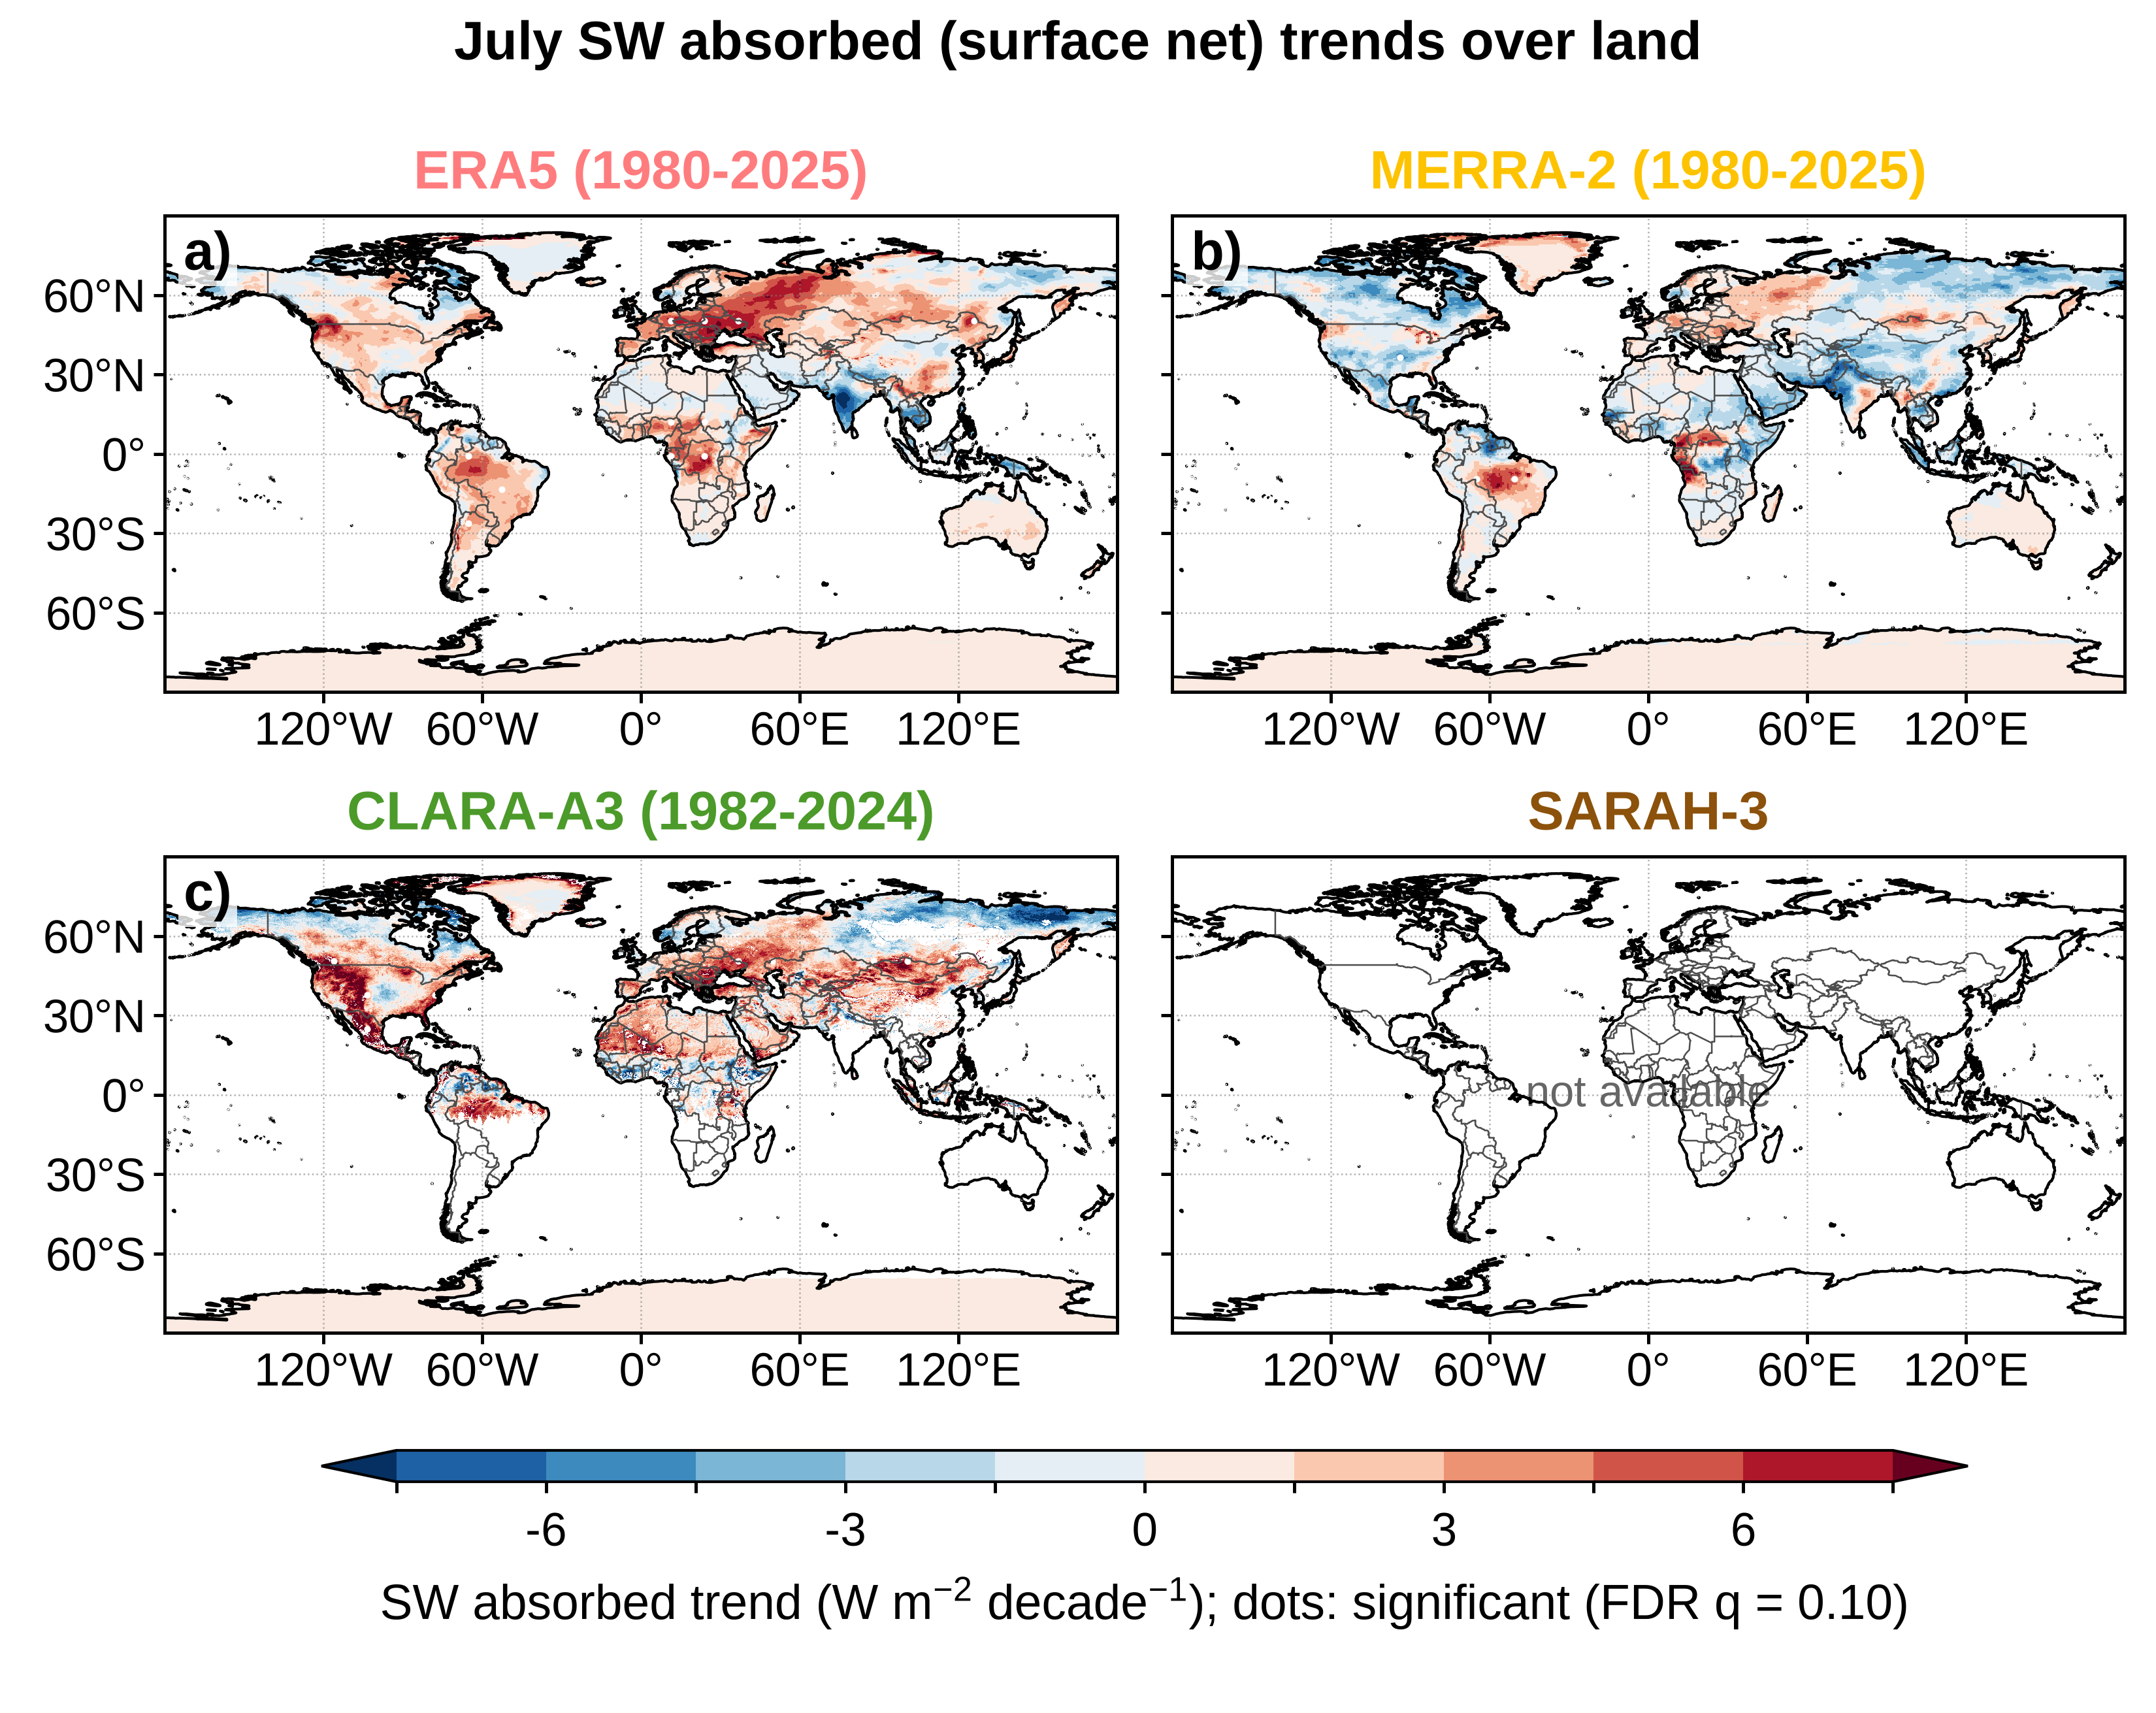 July SW absorbed (surface net) trends over land
ERA5 (1980-2025)
MERRA-2 (1980-2025)
a)
b)
60°N
30°N
0°
30°S
60°S
120°W 60°W 0° 60°E 120°E
120°W 60°W 0° 60°E 120°E
CLARA-A3 (1982-2024)
SARAH-3
c)
60°N
30°N
0°
30°S
60°S
not available
120°W 60°W 0° 60°E 120°E
120°W 60°W 0° 60°E 120°E
-6 -3 0 3 6
SW absorbed trend (W m⁻² decade⁻¹); dots: significant (FDR q = 0.10)